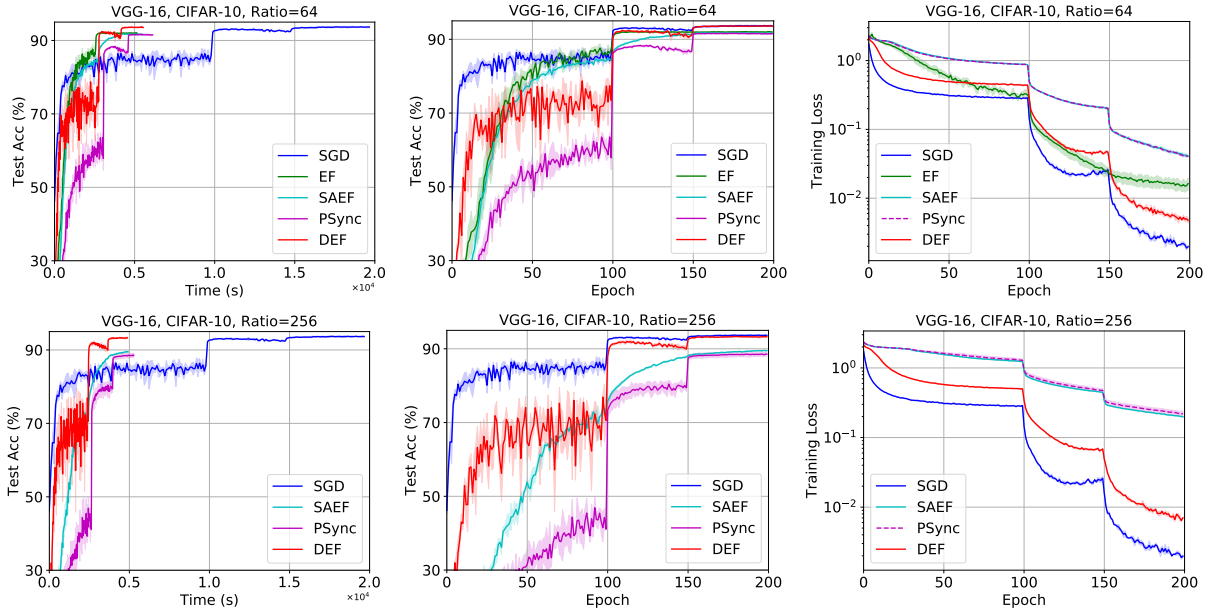 VGG-16, CIFAR-10, Ratio=64
90
70
50
30
Test Acc (%)
0.0 0.5 1.0 1.5 2.0
×10⁴
Time (s)
SGD
EF
SAEF
PSync
DEF
VGG-16, CIFAR-10, Ratio=64
90
70
50
30
Test Acc (%)
0 50 100 150 200
Epoch
SGD
EF
SAEF
PSync
DEF
VGG-16, CIFAR-10, Ratio=64
10⁰
10⁻¹
10⁻²
Training Loss
0 50 100 150 200
Epoch
SGD
EF
SAEF
PSync
DEF
VGG-16, CIFAR-10, Ratio=256
90
70
50
30
Test Acc (%)
0.0 0.5 1.0 1.5 2.0
×10⁴
Time (s)
SGD
SAEF
PSync
DEF
VGG-16, CIFAR-10, Ratio=256
90
70
50
30
Test Acc (%)
0 50 100 150 200
Epoch
SGD
SAEF
PSync
DEF
VGG-16, CIFAR-10, Ratio=256
10⁰
10⁻¹
10⁻²
Training Loss
0 50 100 150 200
Epoch
SGD
SAEF
PSync
DEF